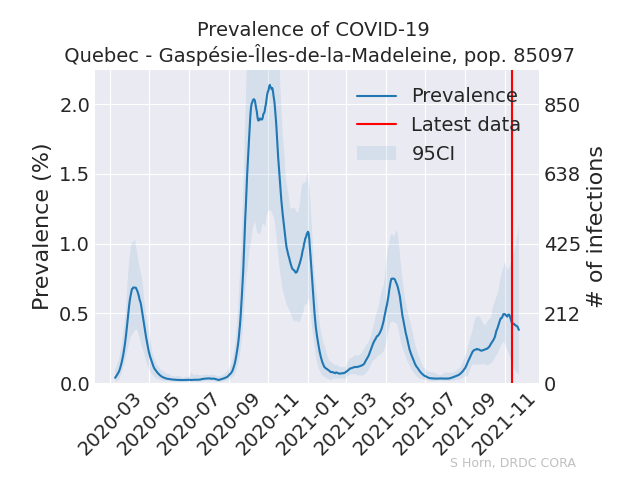 Prevalence of COVID-19
Quebec - Gaspésie-Îles-de-la-Madeleine, pop. 85097
Prevalence
Latest data
95CI
2.0
1.5
1.0
0.5
0.0
Prevalence (%)
850
638
425
212
0
# of infections
2020-03
2020-05
2020-07
2020-09
2020-11
2021-01
2021-03
2021-05
2021-07
2021-09
2021-11
S Horn, DRDC CORA